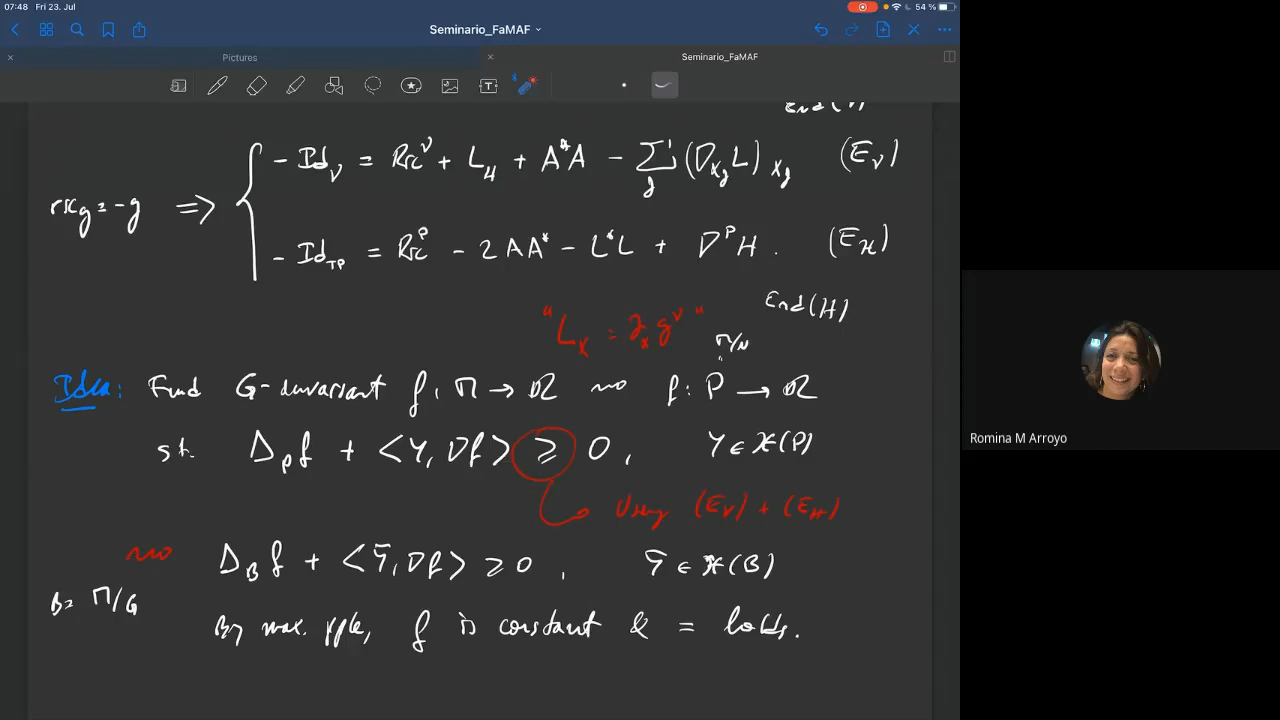 07:48 Fri 23. Jul
54 %
Seminario_FaMAF
Pictures
Seminario_FaMAF
- Id_V = Ric^V + L_H + A^*A - Σ_j (∇_{X_j} L)_{X_j} (E_V)
ric_g = -g ⟹
- Id_{TP} = Ric^P - 2AA^* - L^*L + ∇^P H. (E_H)
End(H)
"L_X = ∂_X g^V"
M/N
Idea: Find G-invariant f: M → ℝ ⇝ f: P → ℝ
st. Δ_P f + <Y, ∇f> ≥ 0, Y ∈ X(P)
Using (E_V) + (E_H)
⇝ Δ_B f + <Ȳ, ∇f> ≥ 0, Ȳ ∈ X(B)
B = M/G
By max. pple, f is constant & = holds.
Romina M Arroyo